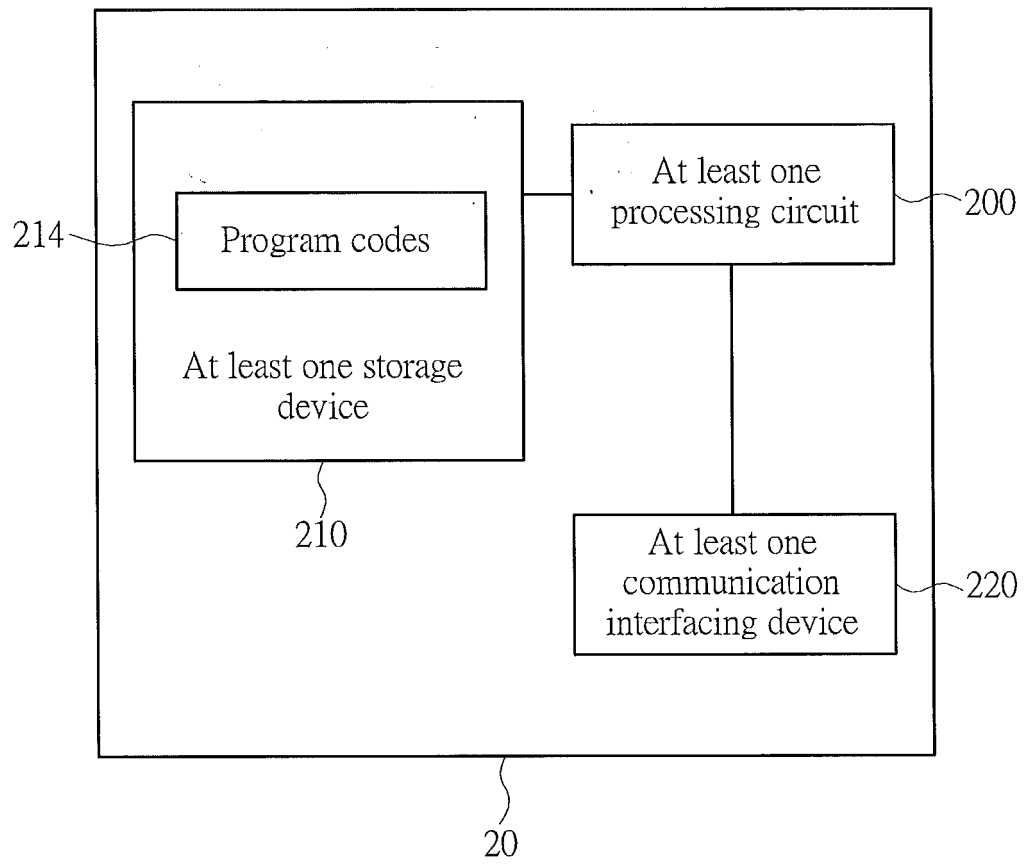 At least one
processing circuit
200
214
Program codes
At least one storage
device
210
At least one
communication
interfacing device
220
20